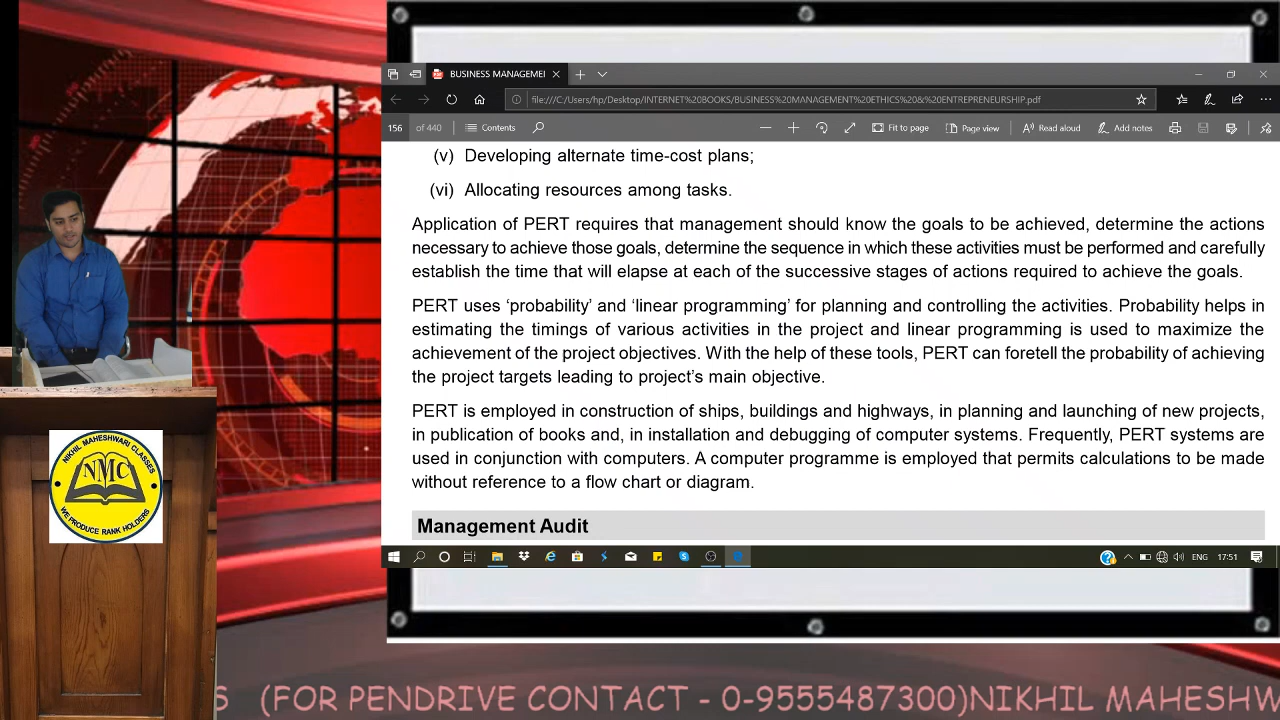 BUSINESS MANAGEMEI
file:///C:/Users/hp/Desktop/INTERNET%20BOOKS/BUSINESS%20MANAGEMENT%20ETHICS%20&%20ENTREPRENEURSHIP.pdf
156 of 440 Contents Fit to page Page view Read aloud Add notes
(v) Developing alternate time-cost plans;
(vi) Allocating resources among tasks.
Application of PERT requires that management should know the goals to be achieved, determine the actions
necessary to achieve those goals, determine the sequence in which these activities must be performed and carefully
establish the time that will elapse at each of the successive stages of actions required to achieve the goals.
PERT uses ‘probability’ and ‘linear programming’ for planning and controlling the activities. Probability helps in
estimating the timings of various activities in the project and linear programming is used to maximize the
achievement of the project objectives. With the help of these tools, PERT can foretell the probability of achieving
the project targets leading to project’s main objective.
PERT is employed in construction of ships, buildings and highways, in planning and launching of new projects,
in publication of books and, in installation and debugging of computer systems. Frequently, PERT systems are
used in conjunction with computers. A computer programme is employed that permits calculations to be made
without reference to a flow chart or diagram.
Management Audit
ENG 17:51
NIKHIL MAHESHWARI CLASSES
NMC
WE PRODUCE RANK HOLDERS
S (FOR PENDRIVE CONTACT - 0-9555487300)NIKHIL MAHESHW